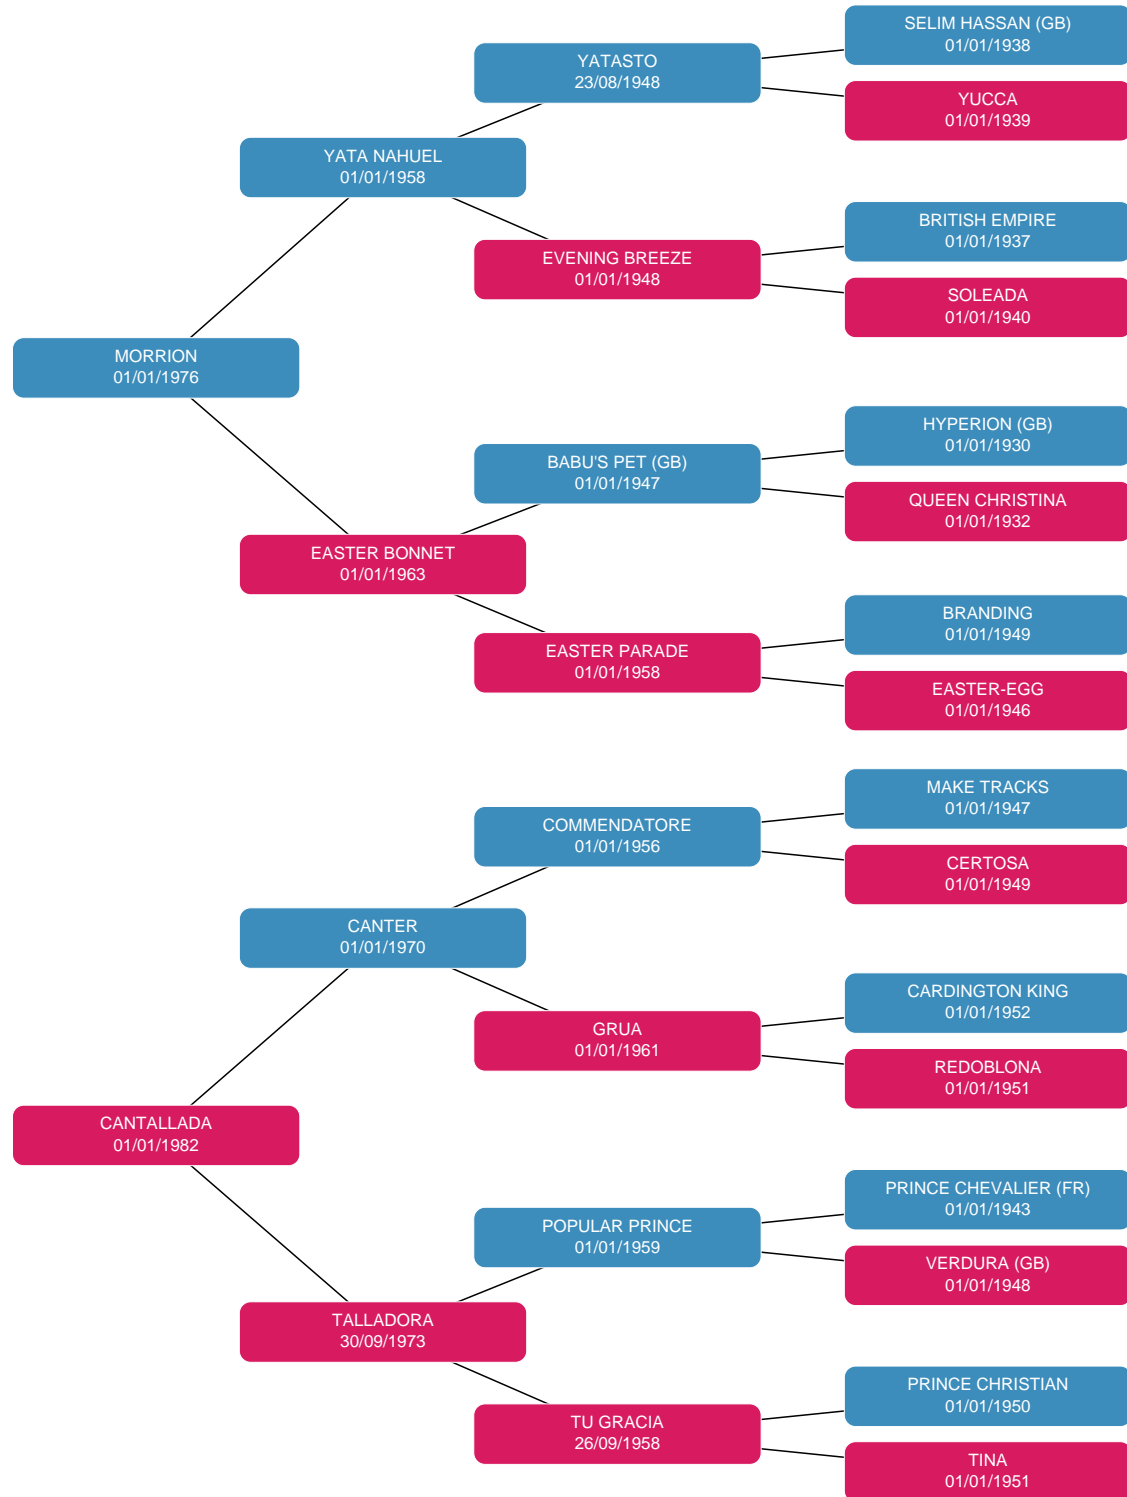 SELIM HASSAN (GB)
01/01/1938
YATASTO
23/08/1948
YUCCA
01/01/1939
YATA NAHUEL
01/01/1958
BRITISH EMPIRE
01/01/1937
EVENING BREEZE
01/01/1948
SOLEADA
01/01/1940
MORRION
01/01/1976
HYPERION (GB)
01/01/1930
BABU'S PET (GB)
01/01/1947
QUEEN CHRISTINA
01/01/1932
EASTER BONNET
01/01/1963
BRANDING
01/01/1949
EASTER PARADE
01/01/1958
EASTER-EGG
01/01/1946
MAKE TRACKS
01/01/1947
COMMENDATORE
01/01/1956
CERTOSA
01/01/1949
CANTER
01/01/1970
CARDINGTON KING
01/01/1952
GRUA
01/01/1961
REDOBLONA
01/01/1951
CANTALLADA
01/01/1982
PRINCE CHEVALIER (FR)
01/01/1943
POPULAR PRINCE
01/01/1959
VERDURA (GB)
01/01/1948
TALLADORA
30/09/1973
PRINCE CHRISTIAN
01/01/1950
TU GRACIA
26/09/1958
TINA
01/01/1951